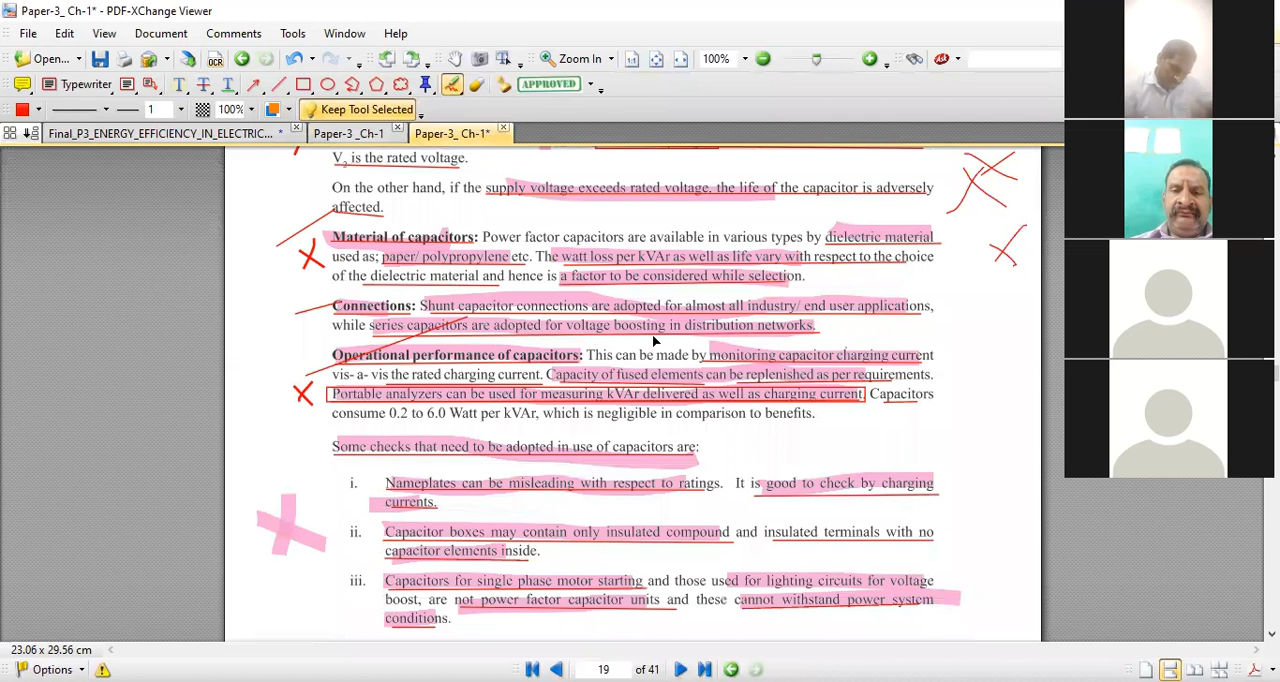 Paper-3_ Ch-1* - PDF-XChange Viewer
File View Document Comments Tools Window Help
Open... OCR Zoom In 100%
Typewriter APPROVED
1 100% Keep Tool Selected
Final_P3_ENERGY_EFFICIENCY_IN_ELECTRIC... * Paper-3 _Ch-1 Paper-3_ Ch-1*
V2 is the rated voltage.
On the other hand, if the supply voltage exceeds rated voltage, the life of the capacitor is adversely
affected.
Material of capacitors: Power factor capacitors are available in various types by dielectric material
used as; paper/ polypropylene etc. The watt loss per kVAr as well as life vary with respect to the choice
of the dielectric material and hence is a factor to be considered while selection.
Connections: Shunt capacitor connections are adopted for almost all industry/ end user applications,
while series capacitors are adopted for voltage boosting in distribution networks.
Operational performance of capacitors: This can be made by monitoring capacitor charging current
vis- a- vis the rated charging current. Capacity of fused elements can be replenished as per requirements.
Portable analyzers can be used for measuring kVAr delivered as well as charging current. Capacitors
consume 0.2 to 6.0 Watt per kVAr, which is negligible in comparison to benefits.
Some checks that need to be adopted in use of capacitors are:
i. Nameplates can be misleading with respect to ratings. It is good to check by charging
currents.
ii. Capacitor boxes may contain only insulated compound and insulated terminals with no
capacitor elements inside.
iii. Capacitors for single phase motor starting and those used for lighting circuits for voltage
boost, are not power factor capacitor units and these cannot withstand power system
conditions.
23.06 x 29.56 cm
Options 19 of 41